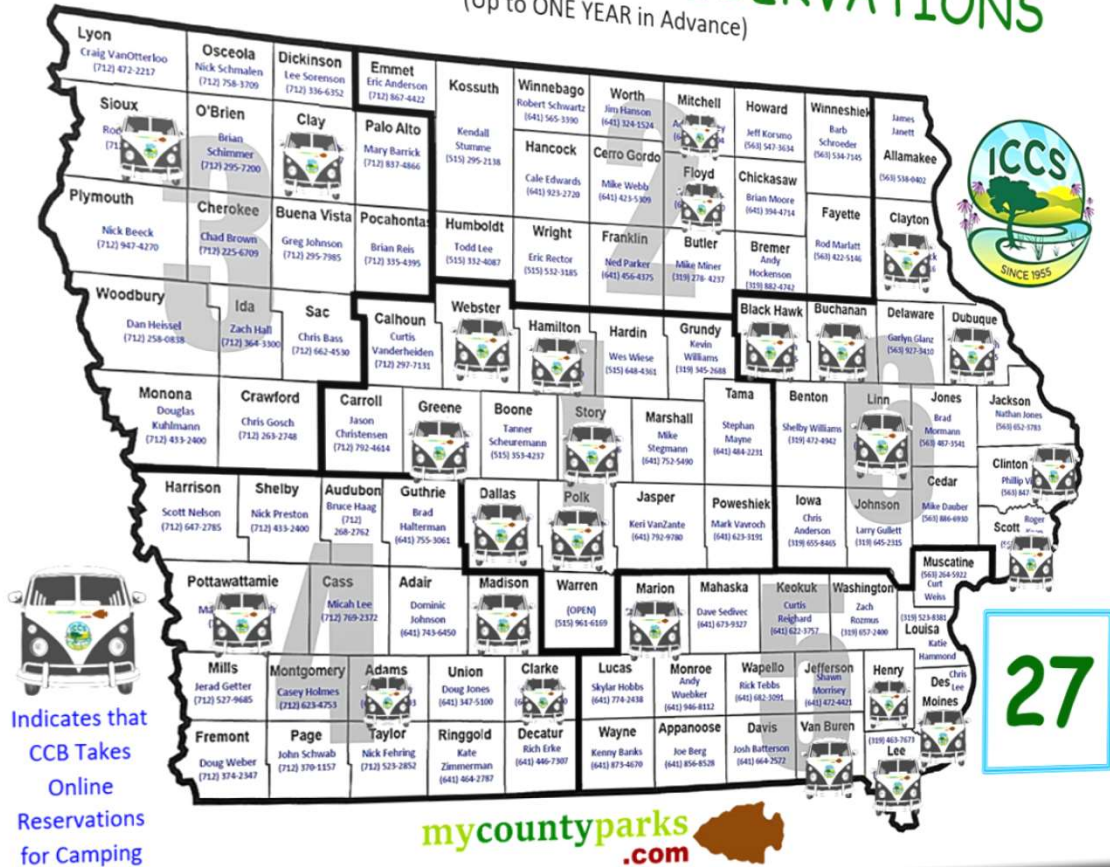 (Up to ONE YEAR in Advance)
Lyon
Craig VanOtterloo
(712) 472-2217
Osceola
Nick Schmalen
(712) 758-3709
Dickinson
Lee Sorenson
(712) 336-6352
Emmet
Eric Anderson
(712) 867-4422
Kossuth
Kendall
Stumme
(515) 295-2138
Winnebago
Robert Schwartz
(641) 565-3390
Worth
Jim Hanson
(641) 324-1524
Mitchell
Howard
Jeff Korsmo
(563) 547-3634
Winneshiek
Barb
Schroeder
(563) 534-7145
James
Janett
Allamakee
(563) 538-0402
Sioux
O'Brien
Brian
Schimmer
(712) 295-7200
Clay
Palo Alto
Mary Barrick
(712) 837-4866
Hancock
Cale Edwards
(641) 923-2720
Cerro Gordo
Mike Webb
(641) 423-5309
Floyd
Chickasaw
Brian Moore
(641) 394-4714
Fayette
Rod Marlatt
(563) 422-5146
Clayton
ICCS
SINCE 1955
Plymouth
Nick Beeck
(712) 947-4270
Cherokee
Chad Brown
(712) 225-6709
Buena Vista
Greg Johnson
(712) 295-7985
Pocahontas
Brian Reis
(712) 335-4395
Humboldt
Todd Lee
(515) 332-4087
Wright
Eric Rector
(515) 532-3185
Franklin
Ned Parker
(641) 456-4375
Butler
Mike Miner
(319) 278-4237
Bremer
Andy
Hockenson
(319) 882-4742
Woodbury
Dan Heissel
(712) 258-0838
Ida
Zach Hall
(712) 364-3300
Sac
Chris Bass
(712) 662-4530
Calhoun
Curtis
Vanderheiden
(712) 297-7131
Webster
Hamilton
Hardin
Wes Wiese
(515) 648-4361
Grundy
Kevin
Williams
(319) 345-2688
Black Hawk
Buchanan
Delaware
Garlyn Glanz
(563) 927-3410
Dubuque
Monona
Douglas
Kuhlmann
(712) 433-2400
Crawford
Chris Gosch
(712) 263-2748
Carroll
Jason
Christensen
(712) 792-4614
Greene
Boone
Tanner
Scheuremann
(515) 353-4237
Story
Marshall
Mike
Stegmann
(641) 752-5490
Tama
Stephan
Mayne
(641) 484-2231
Benton
Shelby Williams
(319) 472-4942
Linn
Jones
Brad
Mormann
(563) 487-3541
Jackson
Nathan Jones
(563) 652-3783
Clinton
(563) 847
Harrison
Scott Nelson
(712) 647-2785
Shelby
Nick Preston
(712) 433-2400
Audubon
Bruce Haag
(712)
268-2762
Guthrie
Brad
Halterman
(641) 755-3061
Dallas
Polk
Jasper
Keri VanZante
(641) 792-9780
Poweshiek
Mark Vavroch
(641) 623-3191
Iowa
Chris
Anderson
(319) 655-8465
Johnson
Larry Gullett
(319) 645-2315
Cedar
Mike Dauber
(563) 886-6930
Scott
Roger
Muscatine
(563) 264-5922
Curt
Weiss
Pottawattamie
Cass
Micah Lee
(712) 769-2372
Adair
Dominic
Johnson
(641) 743-6450
Madison
Warren
(OPEN)
(515) 961-6169
Marion
Mahaska
Dave Sedivec
(641) 673-9327
Keokuk
Curtis
Reighard
(641) 622-3757
Washington
Zach
Rozmus
(319) 657-2400
(319) 523-8381
Louisa
Katie
Hammond
Mills
Jerad Getter
(712) 527-9685
Montgomery
Casey Holmes
(712) 623-4753
Adams
Union
Doug Jones
(641) 347-5100
Clarke
Lucas
Skylar Hobbs
(641) 774-2438
Monroe
Andy
Wuebker
(641) 946-8112
Wapello
Rick Tebbs
(641) 682-3091
Jefferson
Shawn
Morrisey
(641) 472-4421
Henry
Des
Chris
Lee
Moines
Fremont
Doug Weber
(712) 374-2347
Page
John Schwab
(712) 370-1157
Taylor
Nick Fehring
(712) 523-2852
Ringgold
Kate
Zimmerman
(641) 464-2787
Decatur
Rich Erke
(641) 446-7307
Wayne
Kenny Banks
(641) 873-4670
Appanoose
Joe Berg
(641) 856-8528
Davis
Josh Batterson
(641) 664-2572
Van Buren
(319) 463-7673
Lee
1
2
3
4
5
6
27
Indicates that
CCB Takes
Online
Reservations
for Camping
mycountyparks
.com